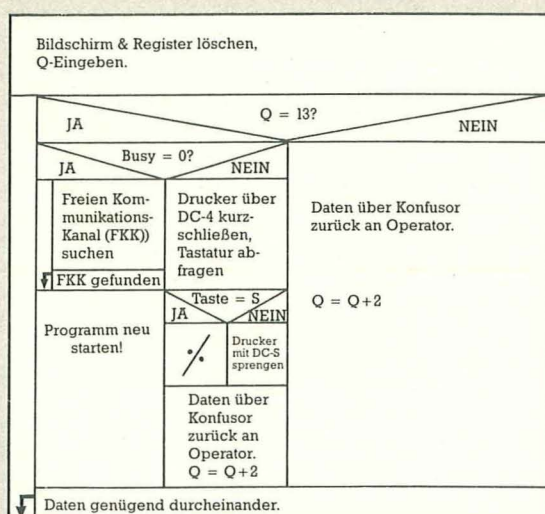 Bildschirm & Register löschen,
Q-Eingeben.
Q = 13?
JA
NEIN
Busy = 0?
JA
NEIN
Freien Kom-
munikations-
Kanal (FKK))
suchen
FKK gefunden
Programm neu
starten!
Drucker über
DC-4 kurz-
schließen,
Tastatur ab-
fragen
Taste = S
JA
NEIN
Drucker
mit DC-S
sprengen
Daten über
Konfusor
zurück an
Operator.
Q = Q+2
Daten über Konfusor
zurück an Operator.
Q = Q+2
Daten genügend durcheinander.